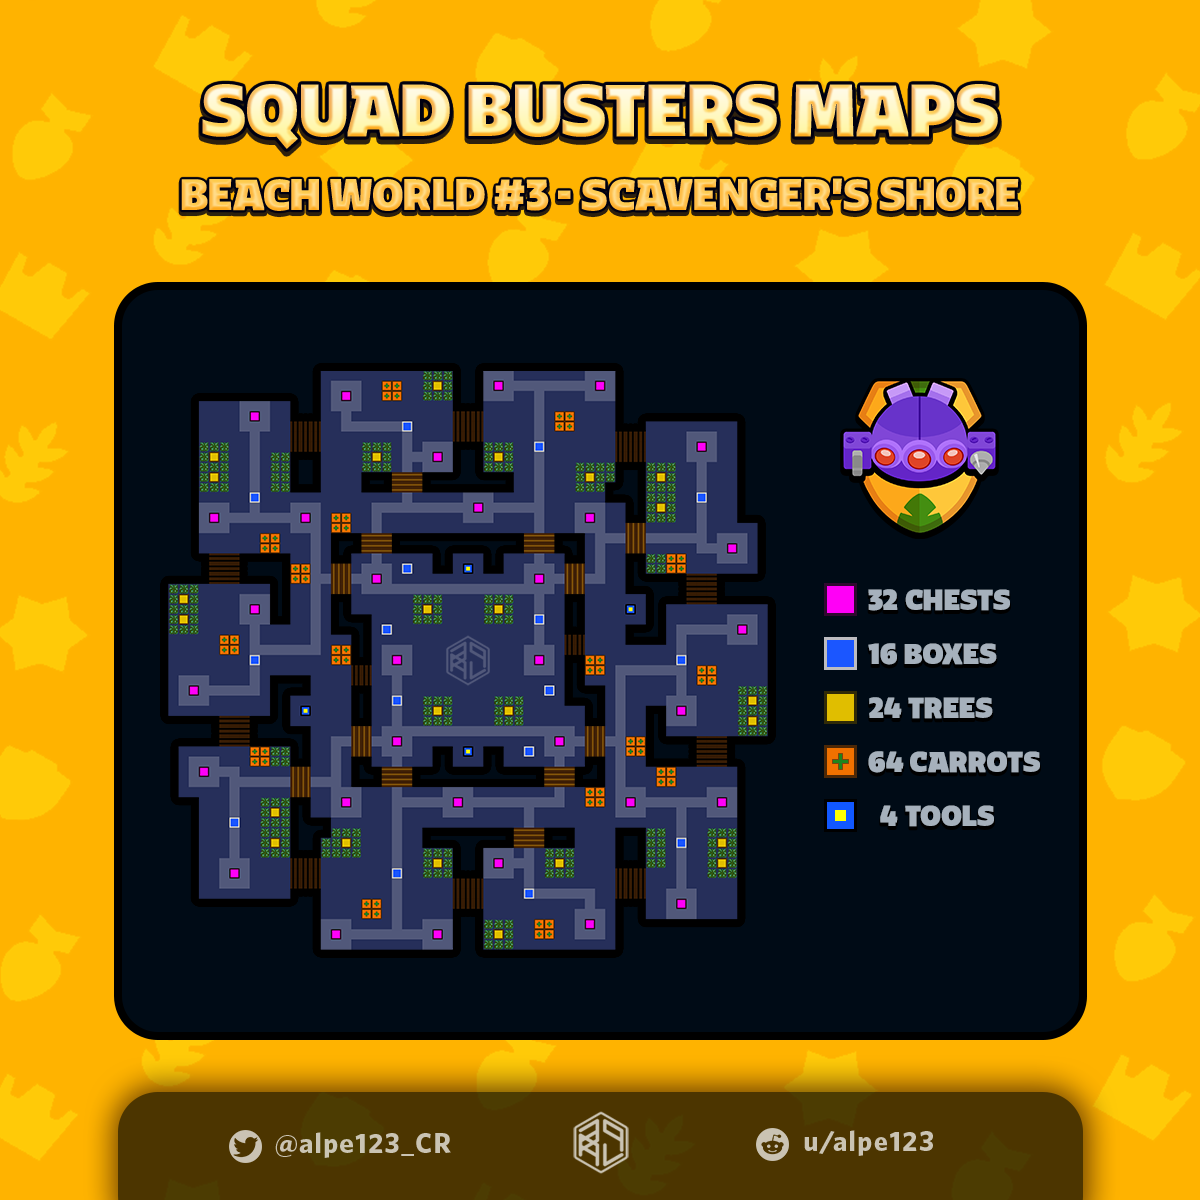 SQUAD BUSTERS MAPS
BEACH WORLD #3 - SCAVENGER'S SHORE
32 CHESTS
16 BOXES
24 TREES
64 CARROTS
4 TOOLS
@alpe123_CR
u/alpe123